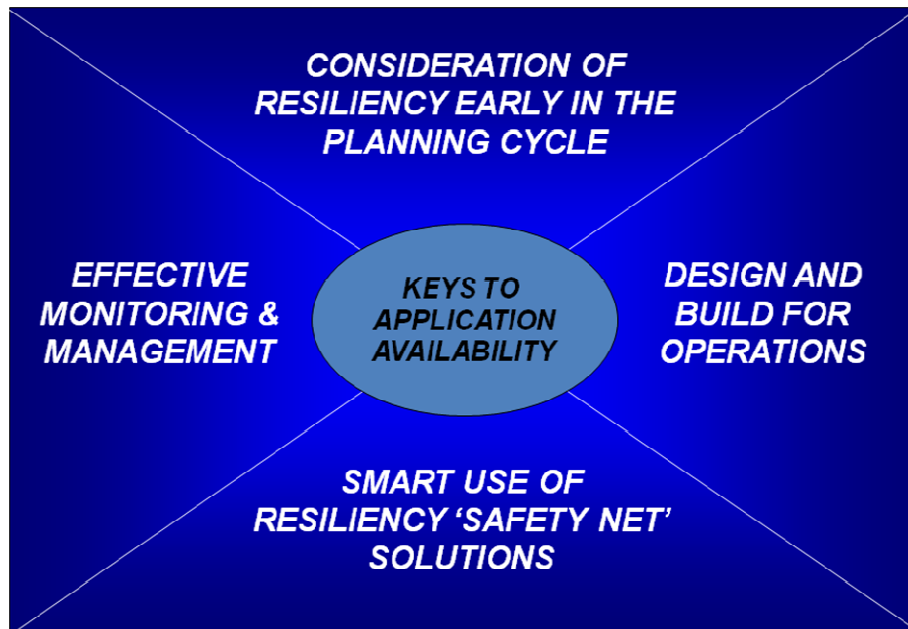 CONSIDERATION OF
RESILIENCY EARLY IN THE
PLANNING CYCLE
EFFECTIVE
MONITORING &
MANAGEMENT
KEYS TO
APPLICATION
AVAILABILITY
DESIGN AND
BUILD FOR
OPERATIONS
SMART USE OF
RESILIENCY ‘SAFETY NET’
SOLUTIONS